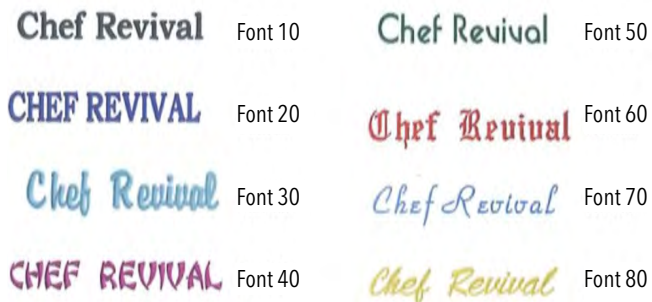 Chef Revival Font 10
CHEF REVIVAL Font 20
Chef Revival Font 30
CHEF REVIVAL Font 40
Chef Revival Font 50
Chef Revival Font 60
Chef Revival Font 70
Chef Revival Font 80